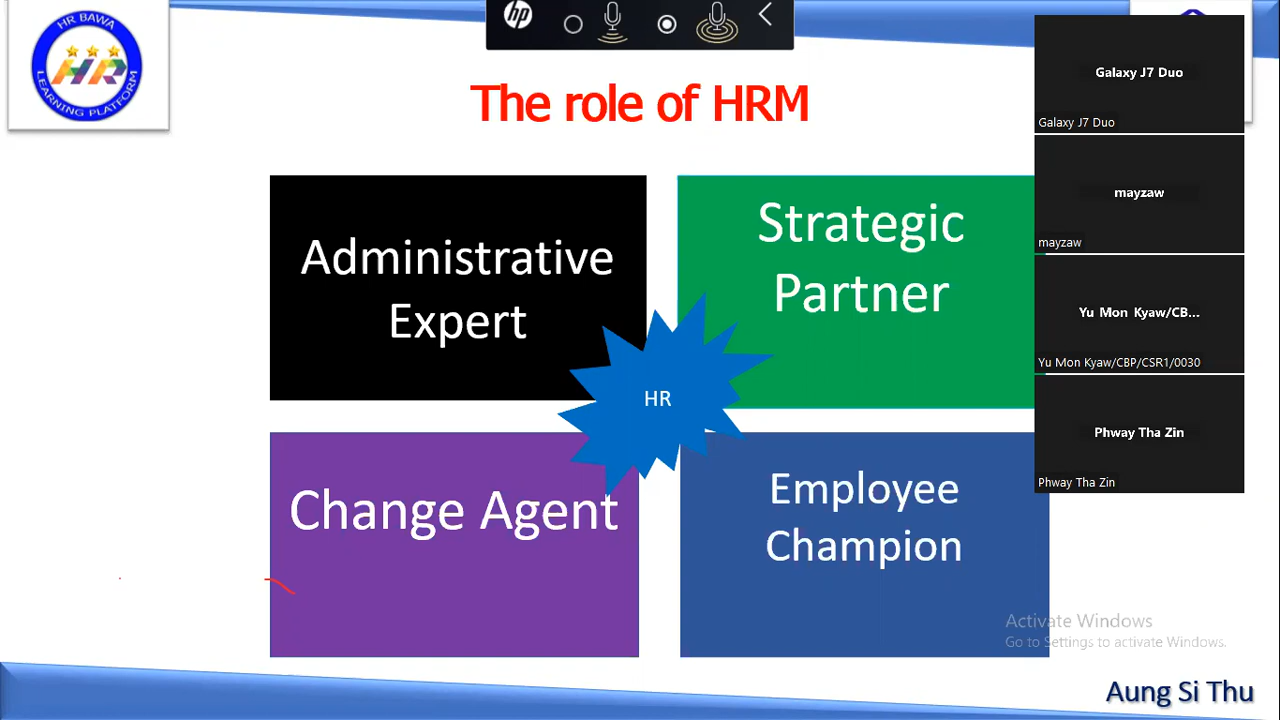 HR BAWA
HR
LEARNING PLATFORM
hp
The role of HRM
Administrative
Expert
Strategic
Partner
HR
Change Agent
Employee
Champion
Galaxy J7 Duo
Galaxy J7 Duo
mayzaw
mayzaw
Yu Mon Kyaw/CB...
Yu Mon Kyaw/CBP/CSR1/0030
Phway Tha Zin
Phway Tha Zin
Activate Windows
Go to Settings to activate Windows.
Aung Si Thu